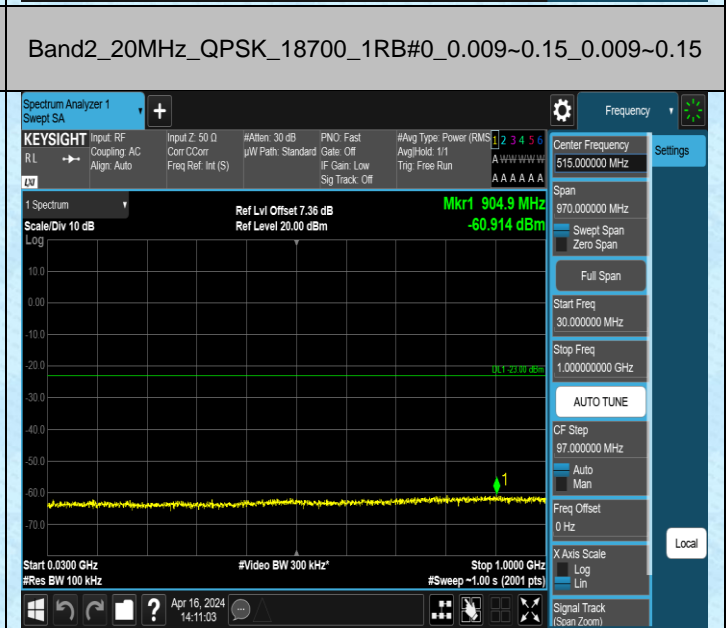 Band2_20MHz_QPSK_18700_1RB#0_0.009~0.15_0.009~0.15
Spectrum Analyzer 1
Swept SA
+
Frequency
KEYSIGHT
RL
LXI
Input: RF
Coupling: AC
Align: Auto
Input Z: 50 Ω
Corr CCorr
Freq Ref: Int (S)
#Atten: 30 dB
µW Path: Standard
PNO: Fast
Gate: Off
IF Gain: Low
Sig Track: Off
#Avg Type: Power (RMS
Avg|Hold: 1/1
Trig: Free Run
1 2 3 4 5 6
A W W W W W
A A A A A A
1 Spectrum
Scale/Div 10 dB
Log
Ref Lvl Offset 7.36 dB
Ref Level 20.00 dBm
Mkr1 904.9 MHz
-60.914 dBm
10.0
0.00
-10.0
-20.0
DL1 -23.00 dBm
-30.0
-40.0
-50.0
1
-60.0
-70.0
Start 0.0300 GHz
#Res BW 100 kHz
#Video BW 300 kHz*
Stop 1.0000 GHz
#Sweep ~1.00 s (2001 pts)
?
Apr 16, 2024
14:11:03
Center Frequency
515.000000 MHz
Settings
Span
970.000000 MHz
Swept Span
Zero Span
Full Span
Start Freq
30.000000 MHz
Stop Freq
1.000000000 GHz
AUTO TUNE
CF Step
97.000000 MHz
Auto
Man
Freq Offset
0 Hz
X Axis Scale
Log
Lin
Local
Signal Track
(Span Zoom)